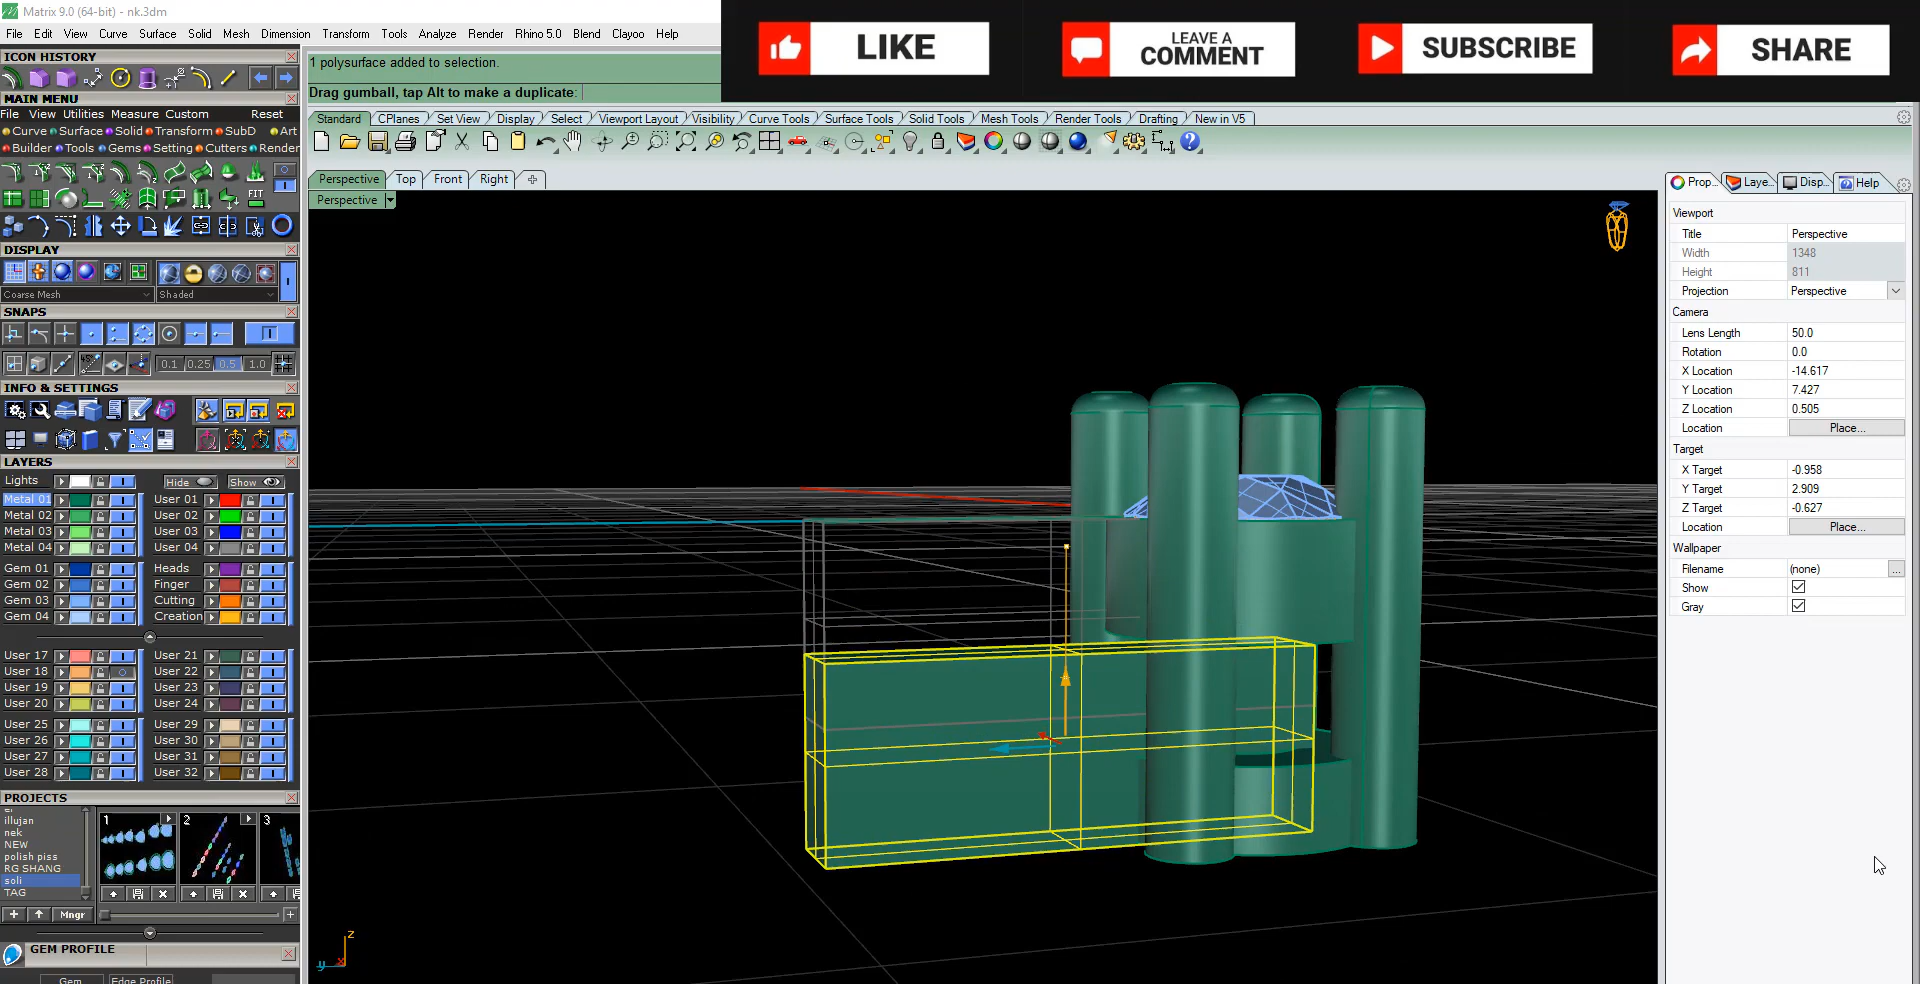 Matrix 9.0 (64-bit) - nk.3dm
File Edit View Curve Surface Solid Mesh Dimension Transform Tools Analyze Render Rhino 5.0 Blend Clayoo Help
LIKE
LEAVE A
COMMENT
SUBSCRIBE
SHARE
ICON HISTORY
1 polysurface added to selection.
Drag gumball, tap Alt to make a duplicate:
MAIN MENU
File View Utilities Measure Custom Reset
Curve Surface Solid Transform SubD Art
Builder Tools Gems Setting Cutters Render
FIT
Standard CPlanes Set View Display Select Viewport Layout Visibility Curve Tools Surface Tools Solid Tools Mesh Tools Render Tools Drafting New in V5
Perspective Top Front Right
Perspective
DISPLAY
Coarse Mesh Shaded
SNAPS
0.1 0.25 0.5 1.0
INFO & SETTINGS
LAYERS
Lights Hide Show
Metal 01 User 01
Metal 02 User 02
Metal 03 User 03
Metal 04 User 04
Gem 01 Heads
Gem 02 Finger
Gem 03 Cutting
Gem 04 Creation
User 17 User 21
User 18 User 22
User 19 User 23
User 20 User 24
User 25 User 29
User 26 User 30
User 27 User 31
User 28 User 32
PROJECTS
illujan
nek
NEW
polish piss
RG SHANG
soli
TAG
1 2 3
Mngr
GEM PROFILE
Gem Edge Profile
z
y x
Prop... Laye... Disp... Help
Viewport
Title Perspective
Width 1348
Height 811
Projection Perspective
Camera
Lens Length 50.0
Rotation 0.0
X Location -14.617
Y Location 7.427
Z Location 0.505
Location Place...
Target
X Target -0.958
Y Target 2.909
Z Target -0.627
Location Place...
Wallpaper
Filename (none) ...
Show
Gray